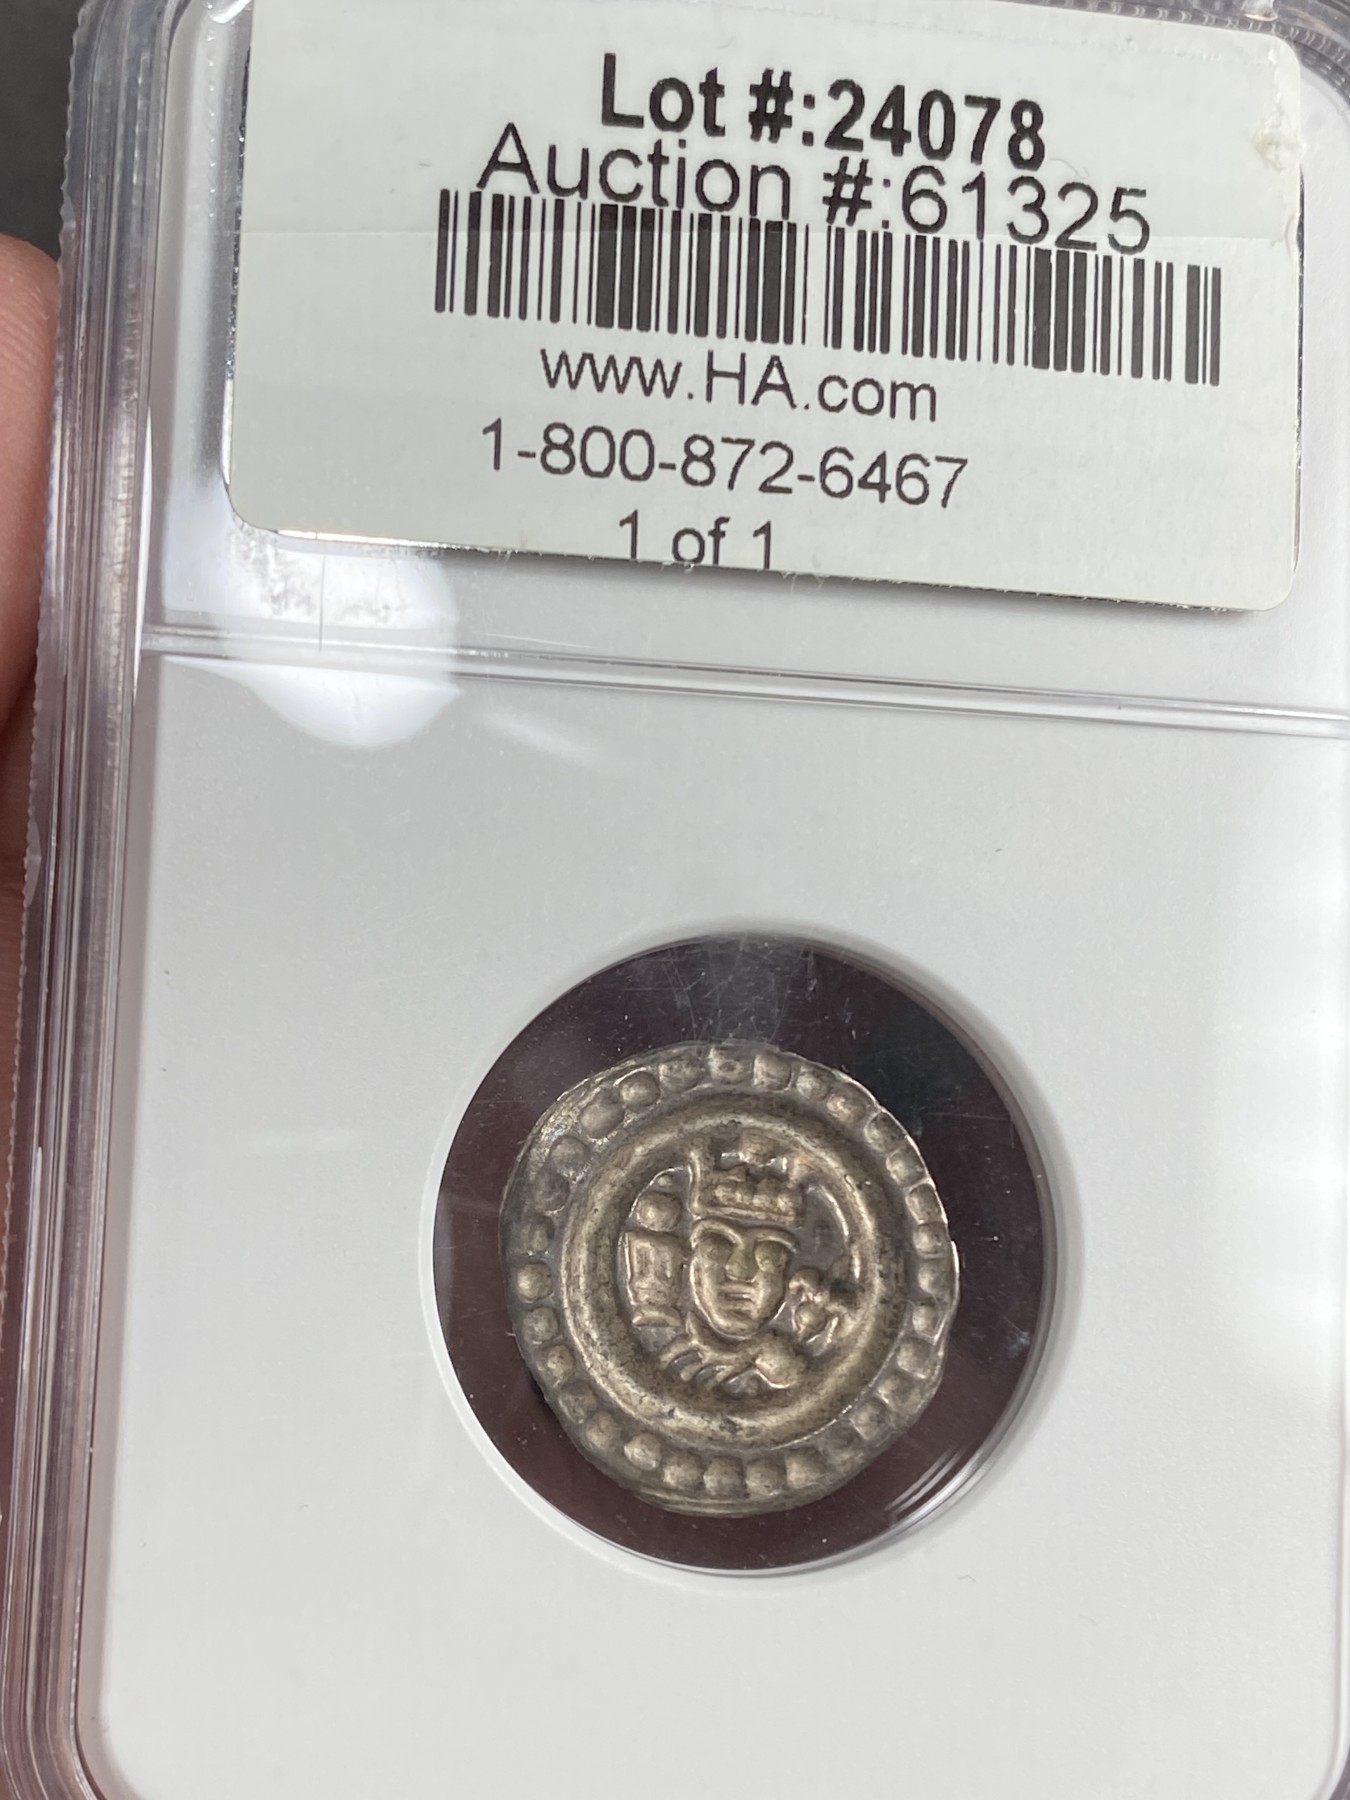 Lot #:24078
Auction #:61325
www.HA.com
1-800-872-6467
1 of 1